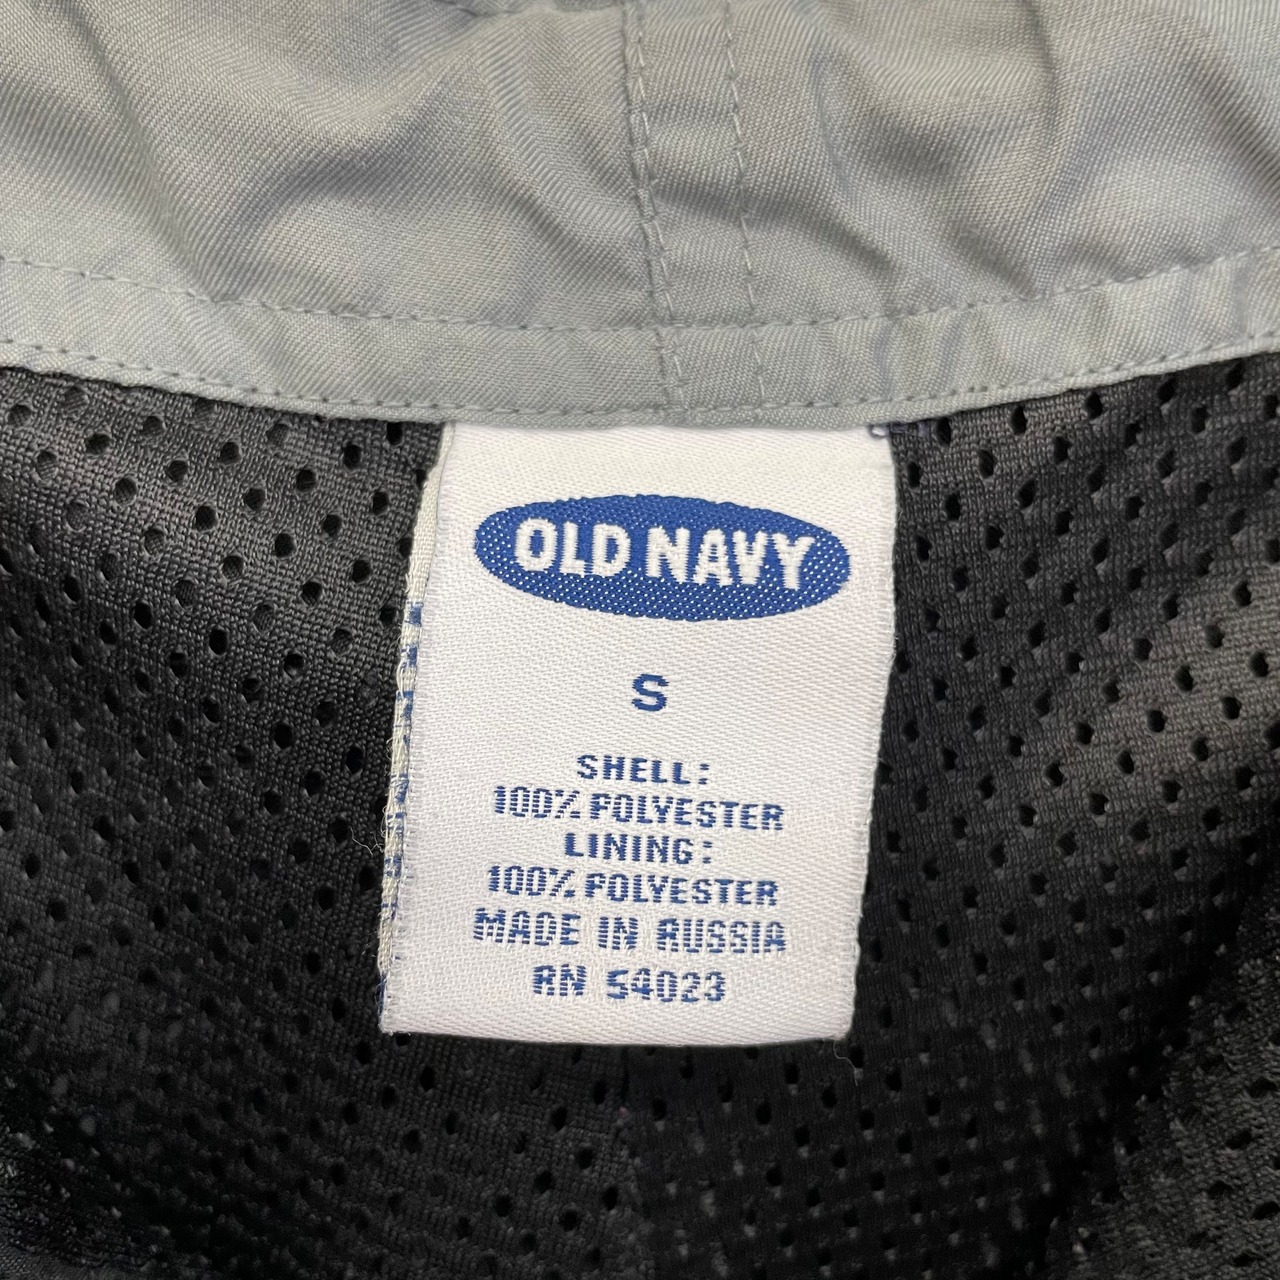 OLD NAVY
S
SHELL:
100% POLYESTER
LINING:
100% POLYESTER
MADE IN RUSSIA
RN 54023